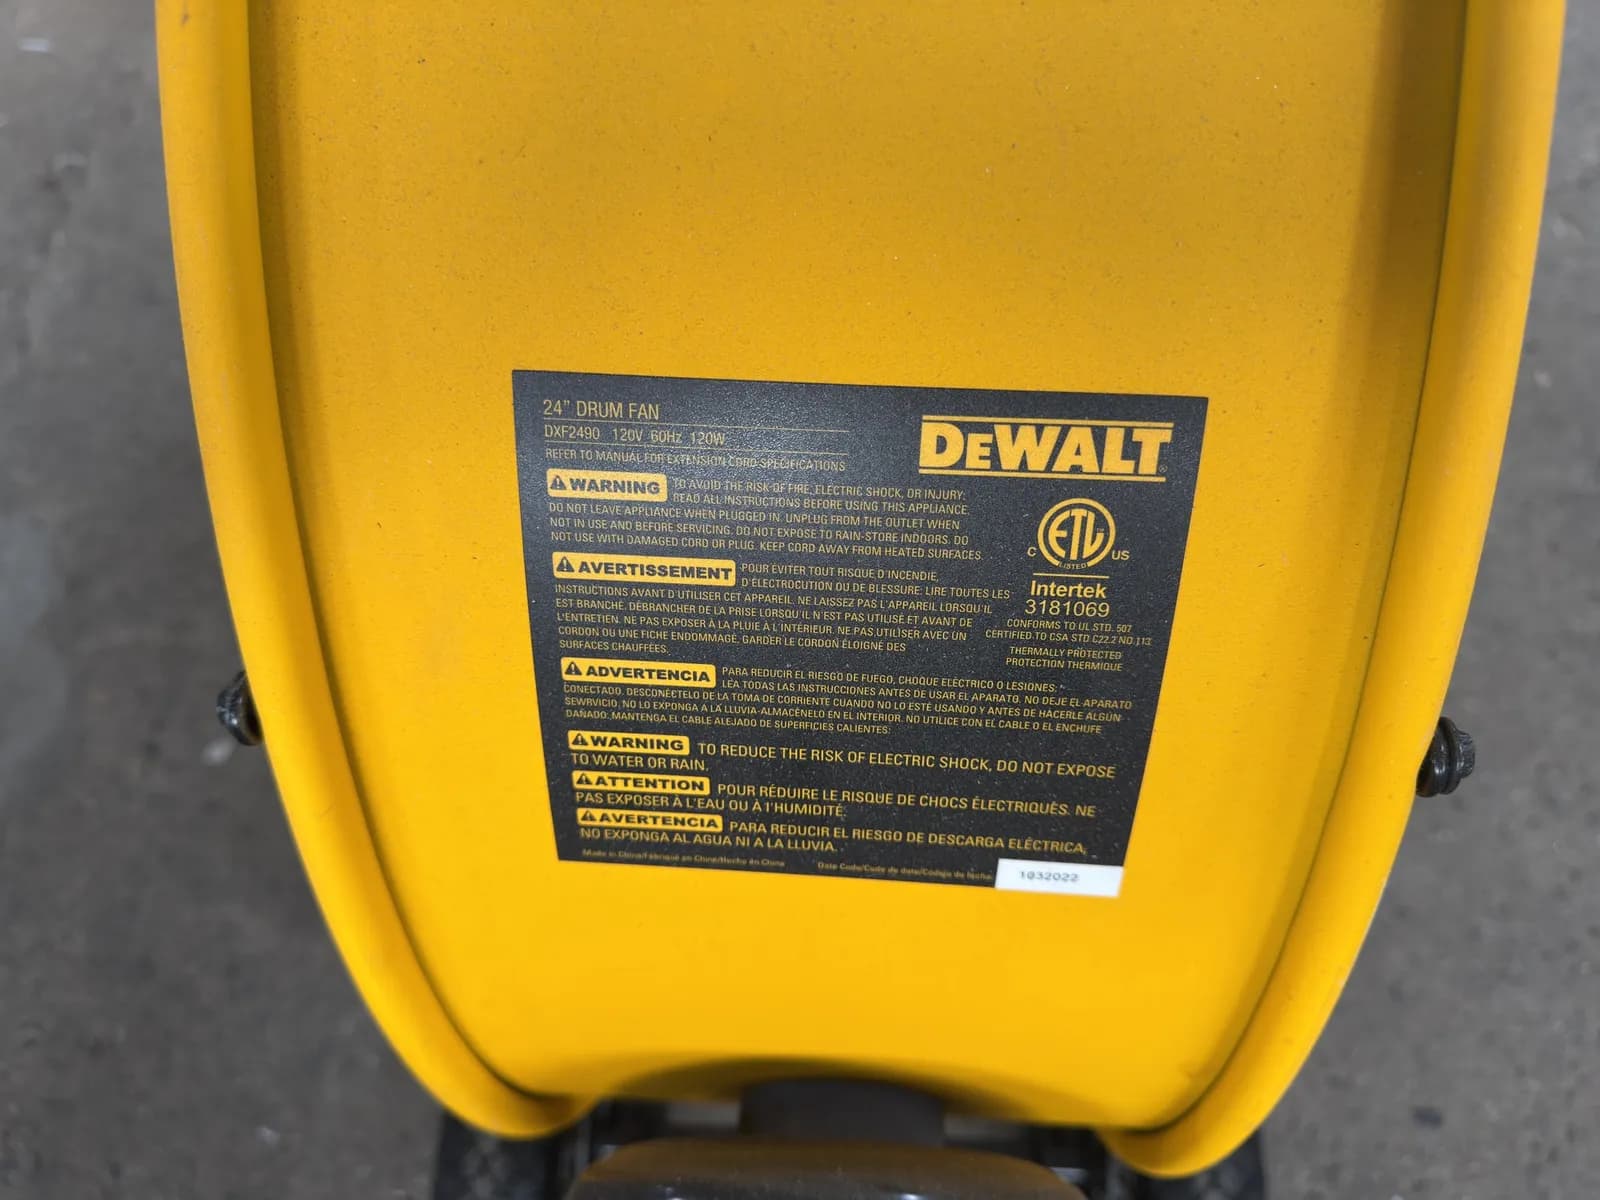 24" DRUM FAN
DXF2490 120V 60Hz 120W
REFER TO MANUAL FOR EXTENSION CORD SPECIFICATIONS
DEWALT®
WARNING TO AVOID THE RISK OF FIRE, ELECTRIC SHOCK, OR INJURY:
READ ALL INSTRUCTIONS BEFORE USING THIS APPLIANCE.
DO NOT LEAVE APPLIANCE WHEN PLUGGED IN. UNPLUG FROM THE OUTLET WHEN
NOT IN USE AND BEFORE SERVICING. DO NOT EXPOSE TO RAIN-STORE INDOORS. DO
NOT USE WITH DAMAGED CORD OR PLUG. KEEP CORD AWAY FROM HEATED SURFACES.
C ETL US
LISTED
Intertek
3181069
CONFORMS TO UL STD. 507
CERTIFIED TO CSA STD C22.2 NO.113
THERMALLY PROTECTED
PROTECTION THERMIQUE
AVERTISSEMENT POUR ÉVITER TOUT RISQUE D'INCENDIE,
D'ÉLECTROCUTION OU DE BLESSURE: LIRE TOUTES LES
INSTRUCTIONS AVANT D'UTILISER CET APPAREIL. NE LAISSEZ PAS L'APPAREIL LORSQU'IL
EST BRANCHÉ. DÉBRANCHER DE LA PRISE LORSQU'IL N'EST PAS UTILISÉ ET AVANT DE
L'ENTRETIEN. NE PAS EXPOSER À LA PLUIE À L'INTÉRIEUR. NE PAS UTILISER AVEC UN
CORDON OU UNE FICHE ENDOMMAGÉ. GARDER LE CORDON ÉLOIGNÉ DES
SURFACES CHAUFFÉES.
ADVERTENCIA PARA REDUCIR EL RIESGO DE FUEGO, CHOQUE ELÉCTRICO O LESIONES:
LEA TODAS LAS INSTRUCCIONES ANTES DE USAR EL APARATO. NO DEJE EL APARATO
CONECTADO. DESCONÉCTELO DE LA TOMA DE CORRIENTE CUANDO NO LO ESTÉ USANDO Y ANTES DE HACERLE ALGÚN
SEWRVICIO. NO LO EXPONGA A LA LLUVIA-ALMACÉNELO EN EL INTERIOR. NO UTILICE CON EL CABLE O EL ENCHUFE
DAÑADO. MANTENGA EL CABLE ALEJADO DE SUPERFICIES CALIENTES:
WARNING TO REDUCE THE RISK OF ELECTRIC SHOCK, DO NOT EXPOSE
TO WATER OR RAIN.
ATTENTION POUR RÉDUIRE LE RISQUE DE CHOCS ÉLECTRIQUES. NE
PAS EXPOSER À L'EAU OU À l'HUMIDITÉ.
AVERTENCIA PARA REDUCIR EL RIESGO DE DESCARGA ELÉCTRICA,
NO EXPONGA AL AGUA NI A LA LLUVIA.
Made in China/Fabriqué en Chine/Hecho en China
Date Code/Code de date/Código de fecha:
1032022